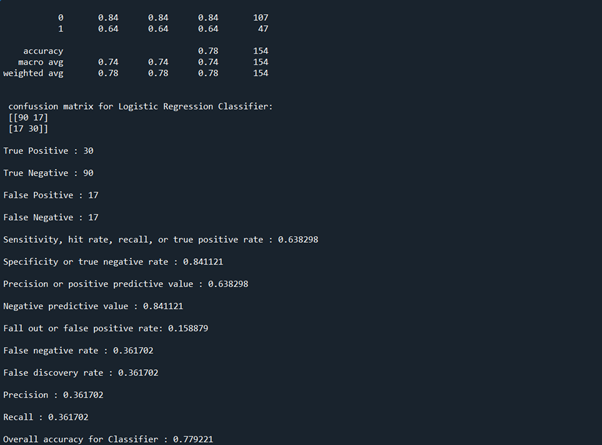 0 0.84 0.84 0.84 107
1 0.64 0.64 0.64 47
accuracy 0.78 154
macro avg 0.74 0.74 0.74 154
weighted avg 0.78 0.78 0.78 154
confussion matrix for Logistic Regression Classifier:
[[90 17]
[17 30]]
True Positive : 30
True Negative : 90
False Positive : 17
False Negative : 17
Sensitivity, hit rate, recall, or true positive rate : 0.638298
Specificity or true negative rate : 0.841121
Precision or positive predictive value : 0.638298
Negative predictive value : 0.841121
Fall out or false positive rate: 0.158879
False negative rate : 0.361702
False discovery rate : 0.361702
Precision : 0.361702
Recall : 0.361702
Overall accuracy for Classifier : 0.779221